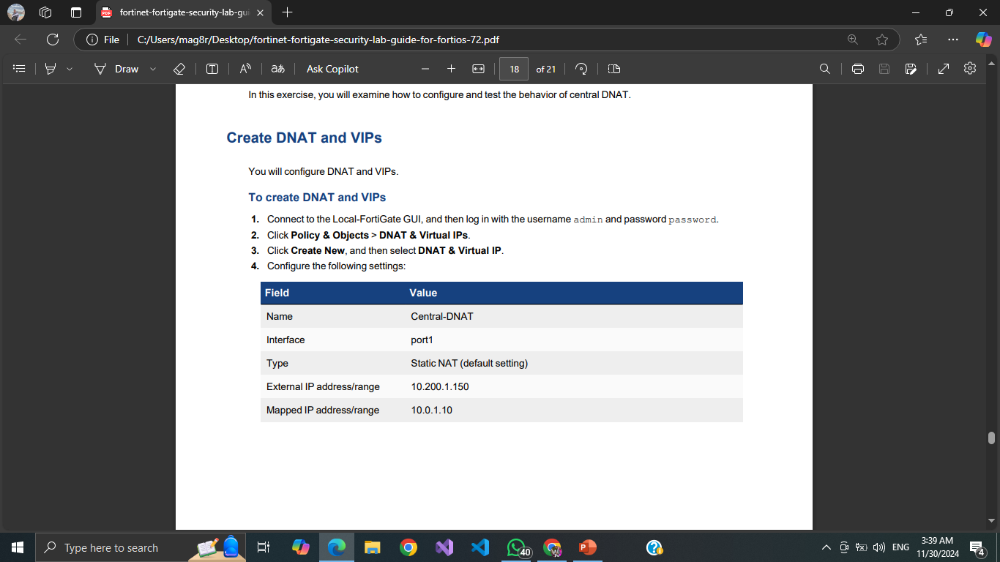 fortinet-fortigate-security-lab-gui
File
C:/Users/mag8r/Desktop/fortinet-fortigate-security-lab-guide-for-fortios-72.pdf
Draw
Ask Copilot
18 of 21
In this exercise, you will examine how to configure and test the behavior of central DNAT.
Create DNAT and VIPs
You will configure DNAT and VIPs.
To create DNAT and VIPs
1. Connect to the Local-FortiGate GUI, and then log in with the username admin and password password.
2. Click Policy & Objects > DNAT & Virtual IPs.
3. Click Create New, and then select DNAT & Virtual IP.
4. Configure the following settings:
Field Value
Name Central-DNAT
Interface port1
Type Static NAT (default setting)
External IP address/range 10.200.1.150
Mapped IP address/range 10.0.1.10
Type here to search
40
ENG
3:39 AM
11/30/2024
4